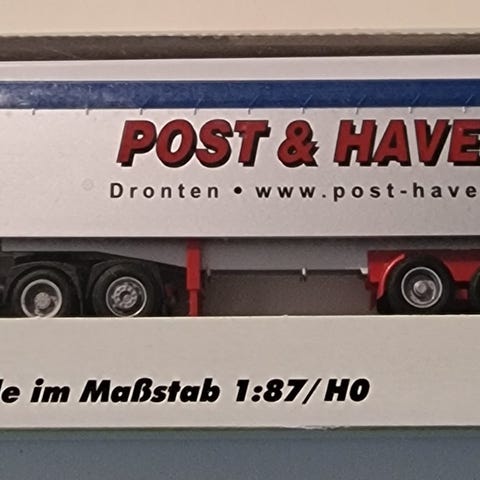 POST & HAVE
Dronten • www.post-have
le im Maßstab 1:87/H0